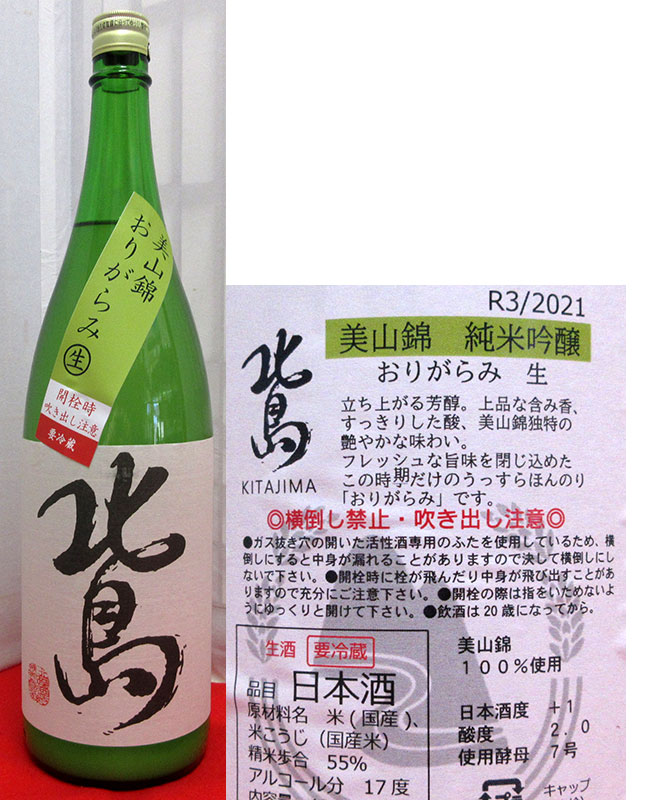 美山錦
おりがらみ
生
開栓時
吹き出し注意
要冷蔵
北島
R3/2021
美山錦 純米吟醸
おりがらみ 生
北島
KITAJIMA
立ち上がる芳醇。上品な含み香、
すっきりした酸、美山錦独特の
艶やかな味わい。
フレッシュな旨味を閉じ込めた
この時期だけのうっすらほんのり
「おりがらみ」です。
◎横倒し禁止・吹き出し注意◎
●ガス抜き穴の開いた活性酒専用のふたを使用しているため、横
倒しにすると中身が漏れることがありますので決して横倒しにし
ないで下さい。●開栓時に栓が飛んだり中身が飛び出すことがあ
りますので充分にご注意下さい。●開栓の際は指をいためないよ
うにゆっくりと開けて下さい。●飲酒は20歳になってから。
生酒 要冷蔵
品目 日本酒
原材料名 米(国産)、
米こうじ(国産米)
精米歩合 55%
アルコール分 17度
美山錦
100%使用
日本酒度 +1
酸度 2.0
使用酵母 7号
キャップ